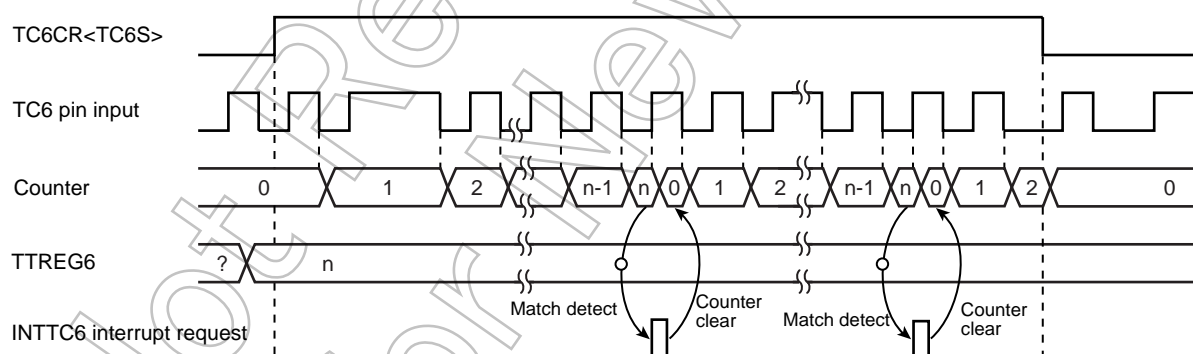 TC6CR<TC6S>
TC6 pin input
Counter 0 1 2 n-1 n 0 1 2 n-1 n 0 1 2 0
TTREG6 ? n
Match detect Counter clear Match detect Counter clear
INTTC6 interrupt request